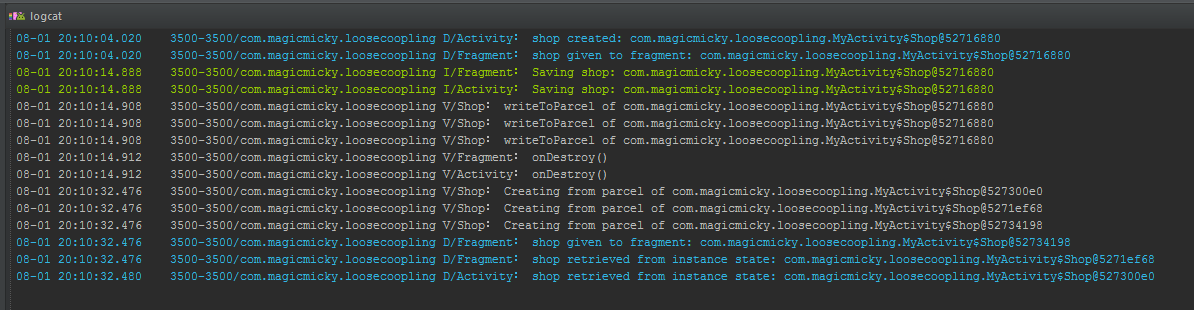 logcat
08-01 20:10:04.020 3500-3500/com.magicmicky.loosecoopling D/Activity: shop created: com.magicmicky.loosecoopling.MyActivity$Shop@52716880
08-01 20:10:04.020 3500-3500/com.magicmicky.loosecoopling D/Fragment: shop given to fragment: com.magicmicky.loosecoopling.MyActivity$Shop@52716880
08-01 20:10:14.888 3500-3500/com.magicmicky.loosecoopling I/Fragment: Saving shop: com.magicmicky.loosecoopling.MyActivity$Shop@52716880
08-01 20:10:14.888 3500-3500/com.magicmicky.loosecoopling I/Activity: Saving shop: com.magicmicky.loosecoopling.MyActivity$Shop@52716880
08-01 20:10:14.908 3500-3500/com.magicmicky.loosecoopling V/Shop: writeToParcel of com.magicmicky.loosecoopling.MyActivity$Shop@52716880
08-01 20:10:14.908 3500-3500/com.magicmicky.loosecoopling V/Shop: writeToParcel of com.magicmicky.loosecoopling.MyActivity$Shop@52716880
08-01 20:10:14.908 3500-3500/com.magicmicky.loosecoopling V/Shop: writeToParcel of com.magicmicky.loosecoopling.MyActivity$Shop@52716880
08-01 20:10:14.912 3500-3500/com.magicmicky.loosecoopling V/Fragment: onDestroy()
08-01 20:10:14.912 3500-3500/com.magicmicky.loosecoopling V/Activity: onDestroy()
08-01 20:10:32.476 3500-3500/com.magicmicky.loosecoopling V/Shop: Creating from parcel of com.magicmicky.loosecoopling.MyActivity$Shop@527300e0
08-01 20:10:32.476 3500-3500/com.magicmicky.loosecoopling V/Shop: Creating from parcel of com.magicmicky.loosecoopling.MyActivity$Shop@5271ef68
08-01 20:10:32.476 3500-3500/com.magicmicky.loosecoopling V/Shop: Creating from parcel of com.magicmicky.loosecoopling.MyActivity$Shop@52734198
08-01 20:10:32.476 3500-3500/com.magicmicky.loosecoopling D/Fragment: shop given to fragment: com.magicmicky.loosecoopling.MyActivity$Shop@52734198
08-01 20:10:32.476 3500-3500/com.magicmicky.loosecoopling D/Fragment: shop retrieved from instance state: com.magicmicky.loosecoopling.MyActivity$Shop@5271ef68
08-01 20:10:32.480 3500-3500/com.magicmicky.loosecoopling D/Activity: shop retrieved from instance state: com.magicmicky.loosecoopling.MyActivity$Shop@527300e0